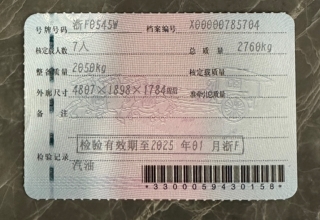 号牌号码 浙F0545W 档案编号 X00000785704
核定载人数 7人 总质量 2760kg
整备质量 2050kg 核定载质量
外廓尺寸 4807×1898×1784 准牵引总质量
备注
检验有效期至2025 年 01 月浙F
检验记录
汽油
*3300059430158*